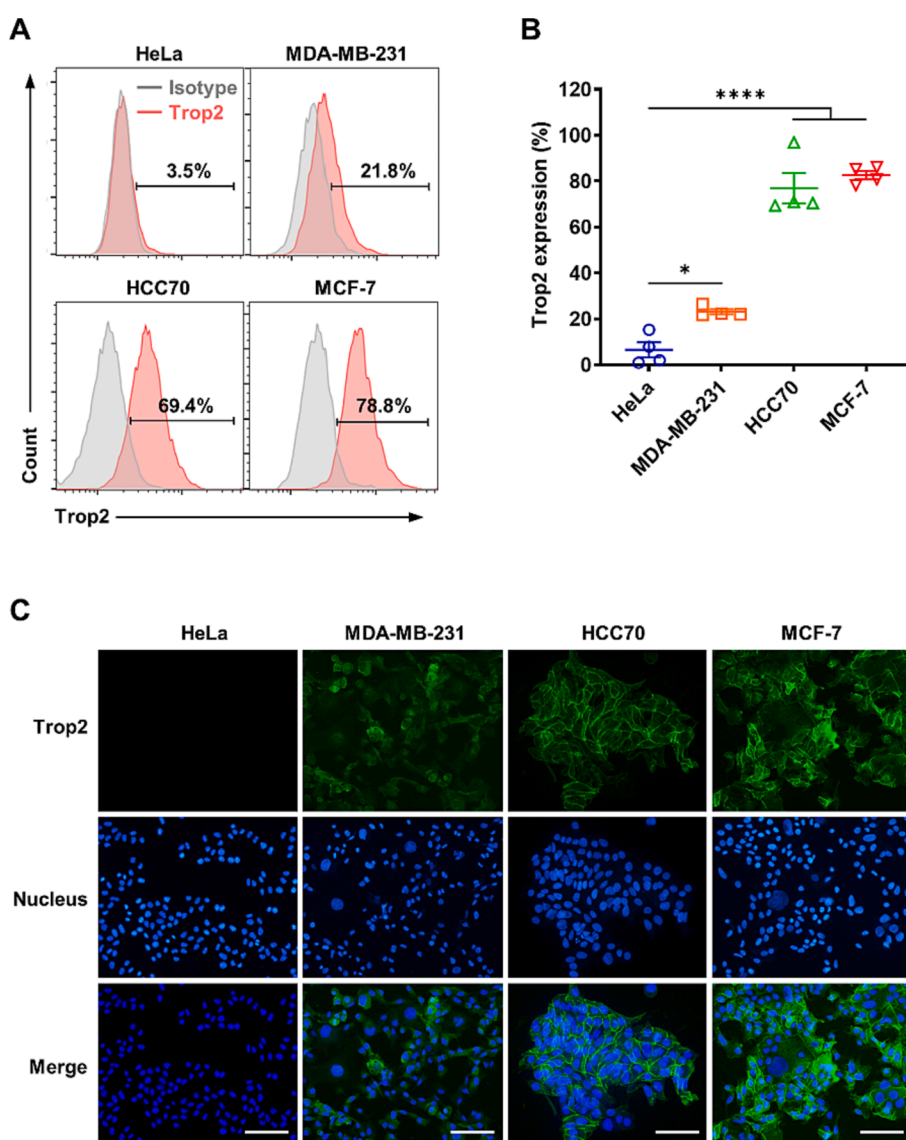 A
HeLa
MDA-MB-231
Isotype
Trop2
3.5%
21.8%
HCC70
MCF-7
69.4%
78.8%
Count
Trop2
B
Trop2 expression (%)
120
100
80
60
40
20
0
****
*
HeLa
MDA-MB-231
HCC70
MCF-7
C
HeLa
MDA-MB-231
HCC70
MCF-7
Trop2
Nucleus
Merge